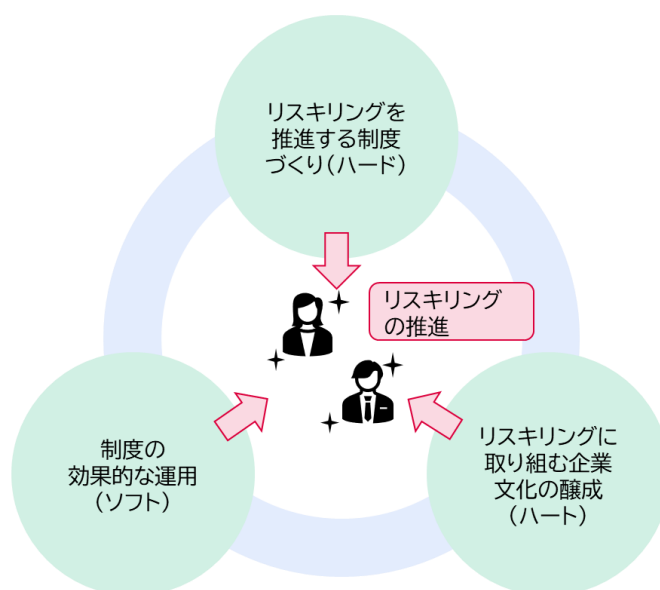 リスキリングを
推進する制度
づくり(ハード)
リスキリング
の推進
制度の
効果的な運用
(ソフト)
リスキリングに
取り組む企業
文化の醸成
(ハート)